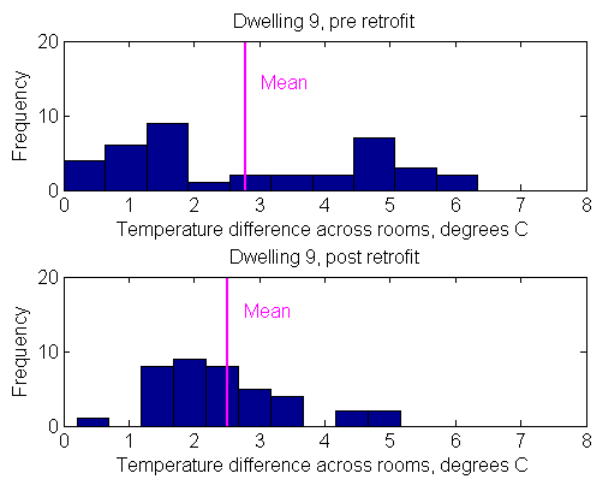 Dwelling 9, pre retrofit
20
10
0
Frequency
Mean
0 1 2 3 4 5 6 7 8
Temperature difference across rooms, degrees C
Dwelling 9, post retrofit
20
10
0
Frequency
Mean
0 1 2 3 4 5 6 7 8
Temperature difference across rooms, degrees C